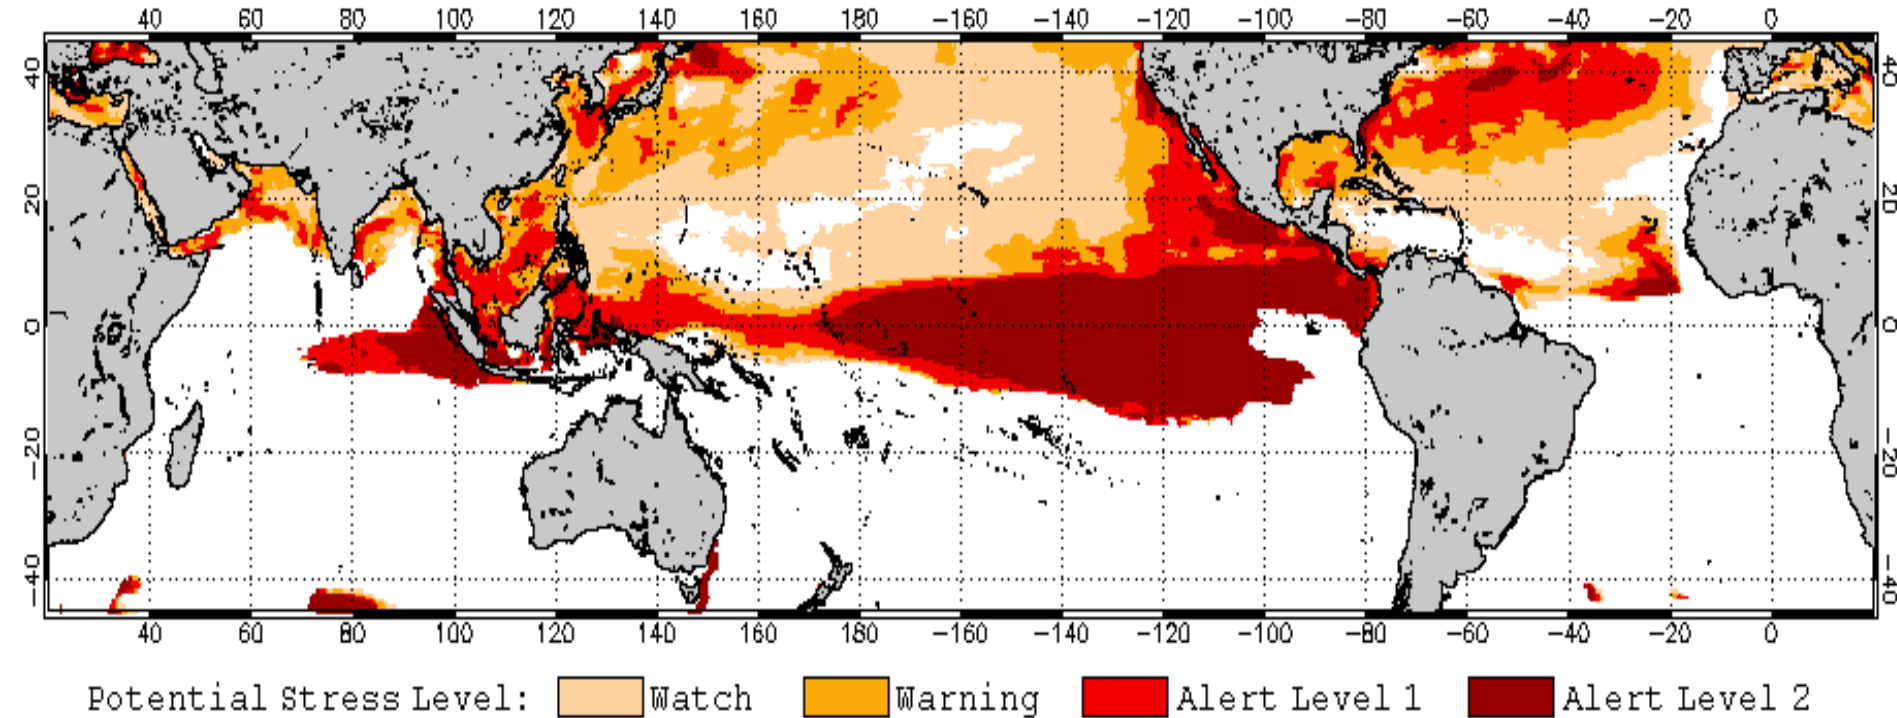 40 60 80 100 120 140 160 180 −160 −140 −120 −100 −80 −60 −40 −20 0
40 40
20 20
0 0
−20 −20
−40 −40
40 60 80 100 120 140 160 180 −160 −140 −120 −100 −80 −60 −40 −20 0
Potential Stress Level: Watch Warning Alert Level 1 Alert Level 2